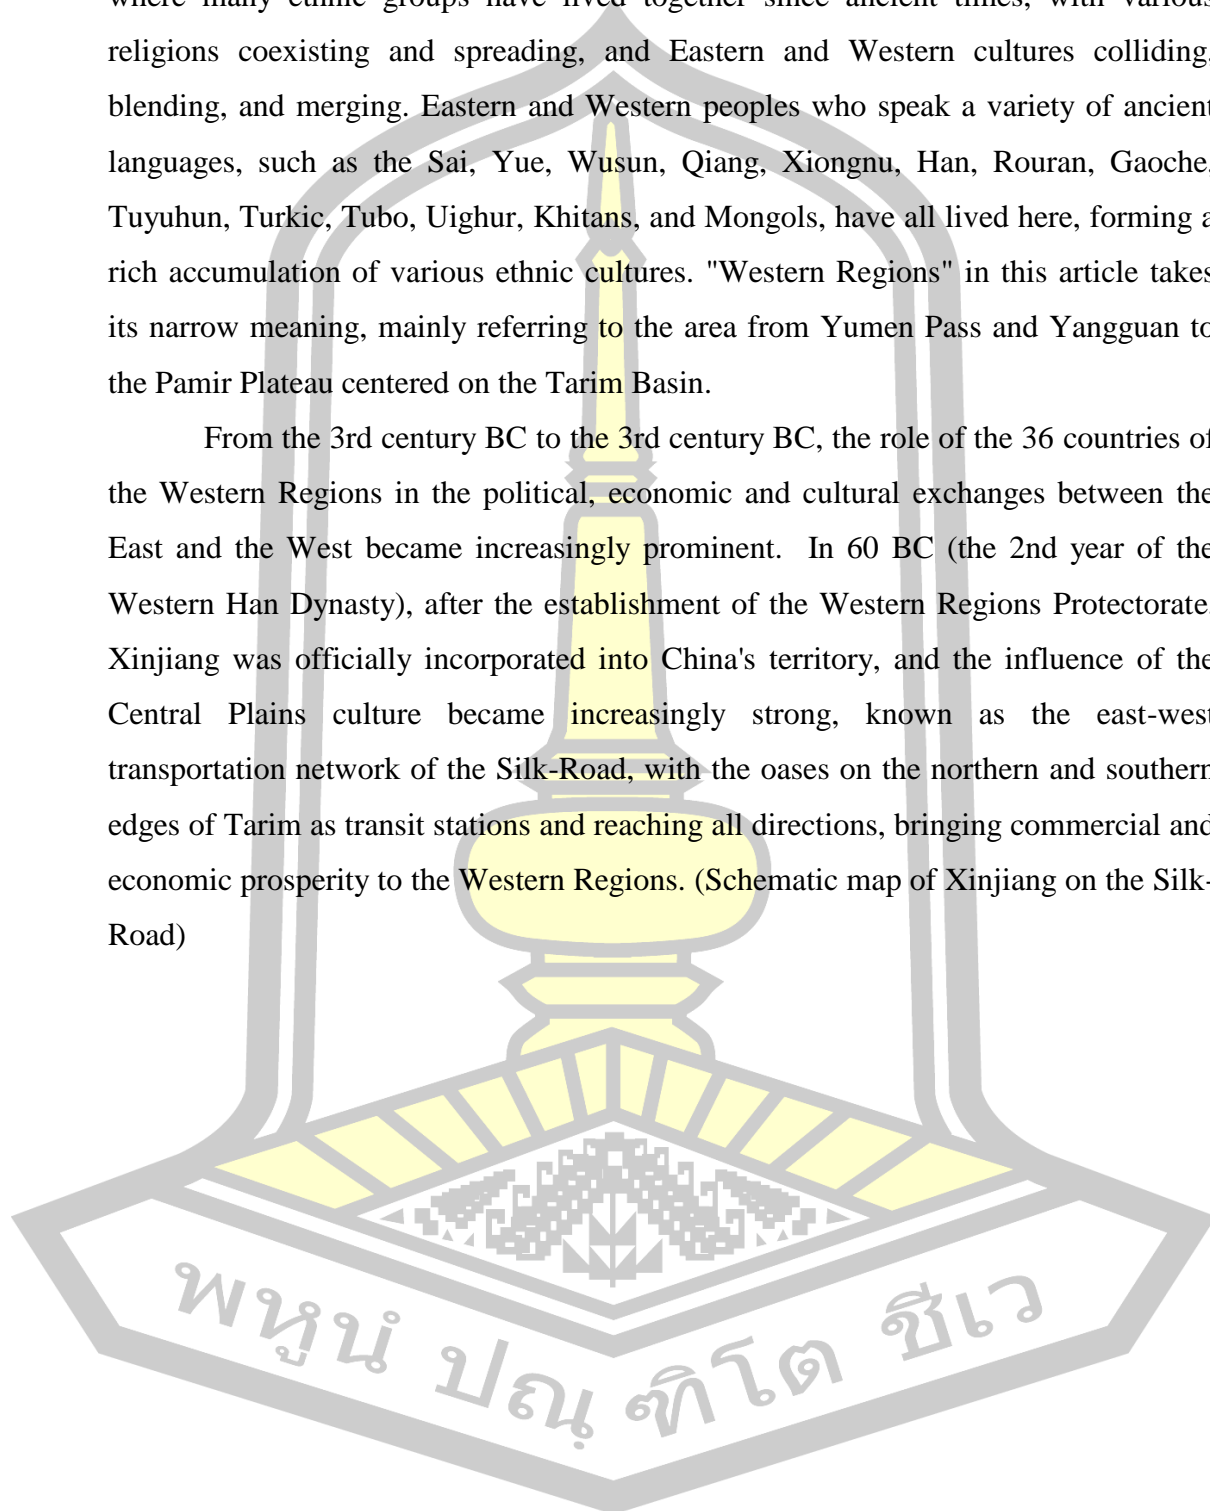 where many ethnic groups have lived together since ancient times, with various
religions coexisting and spreading, and Eastern and Western cultures colliding,
blending, and merging. Eastern and Western peoples who speak a variety of ancient
languages, such as the Sai, Yue, Wusun, Qiang, Xiongnu, Han, Rouran, Gaoche,
Tuyuhun, Turkic, Tubo, Uighur, Khitans, and Mongols, have all lived here, forming a
rich accumulation of various ethnic cultures. "Western Regions" in this article takes
its narrow meaning, mainly referring to the area from Yumen Pass and Yangguan to
the Pamir Plateau centered on the Tarim Basin.
From the 3rd century BC to the 3rd century BC, the role of the 36 countries of
the Western Regions in the political, economic and cultural exchanges between the
East and the West became increasingly prominent. In 60 BC (the 2nd year of the
Western Han Dynasty), after the establishment of the Western Regions Protectorate,
Xinjiang was officially incorporated into China's territory, and the influence of the
Central Plains culture became increasingly strong, known as the east-west
transportation network of the Silk-Road, with the oases on the northern and southern
edges of Tarim as transit stations and reaching all directions, bringing commercial and
economic prosperity to the Western Regions. (Schematic map of Xinjiang on the Silk-
Road)
พหูนํ ปณฺฑิโต ชีเว